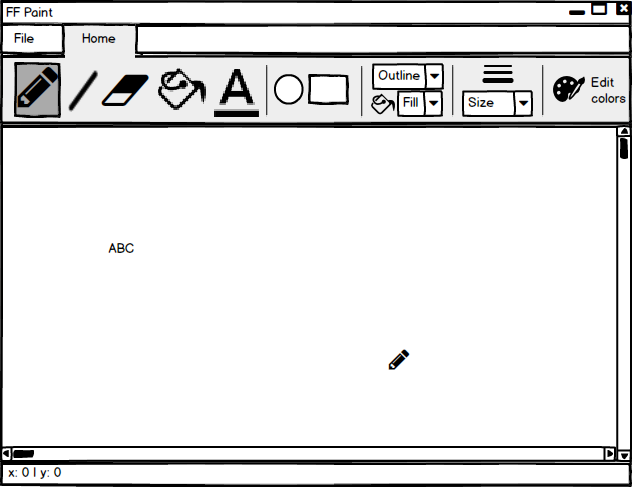 FF Paint
File Home
A
Outline
Fill
Size
Edit
colors
ABC
x: 0 | y: 0